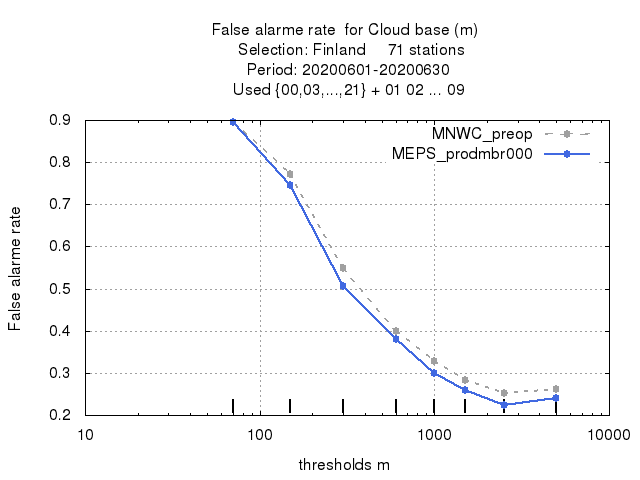 False alarme rate  for Cloud base (m)
Selection: Finland     71 stations
Period: 20200601-20200630
Used {00,03,...,21} + 01 02 ... 09
MNWC_preop
MEPS_prodmbr000
False alarme rate
0.9
0.8
0.7
0.6
0.5
0.4
0.3
0.2
10
100
1000
10000
thresholds m